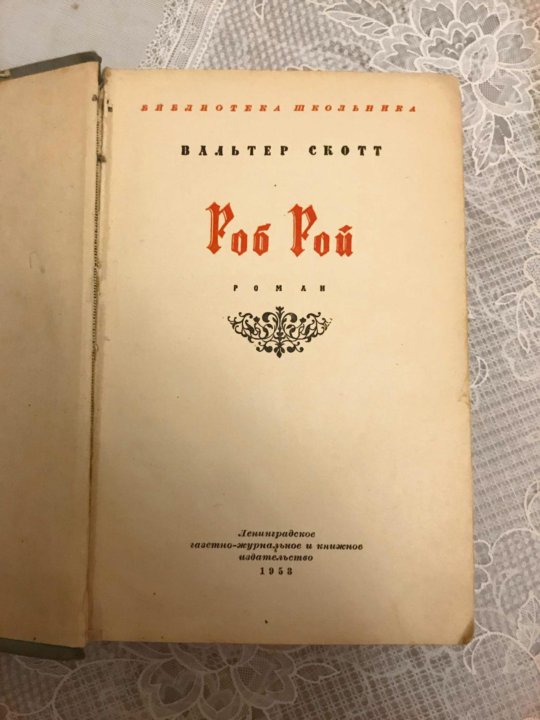 БИБЛИОТЕКА ШКОЛЬНИКА
ВАЛЬТЕР СКОТТ
Роб Рой
РОМАН
Ленинградское
газетно-журнальное и книжное
издательство
1953